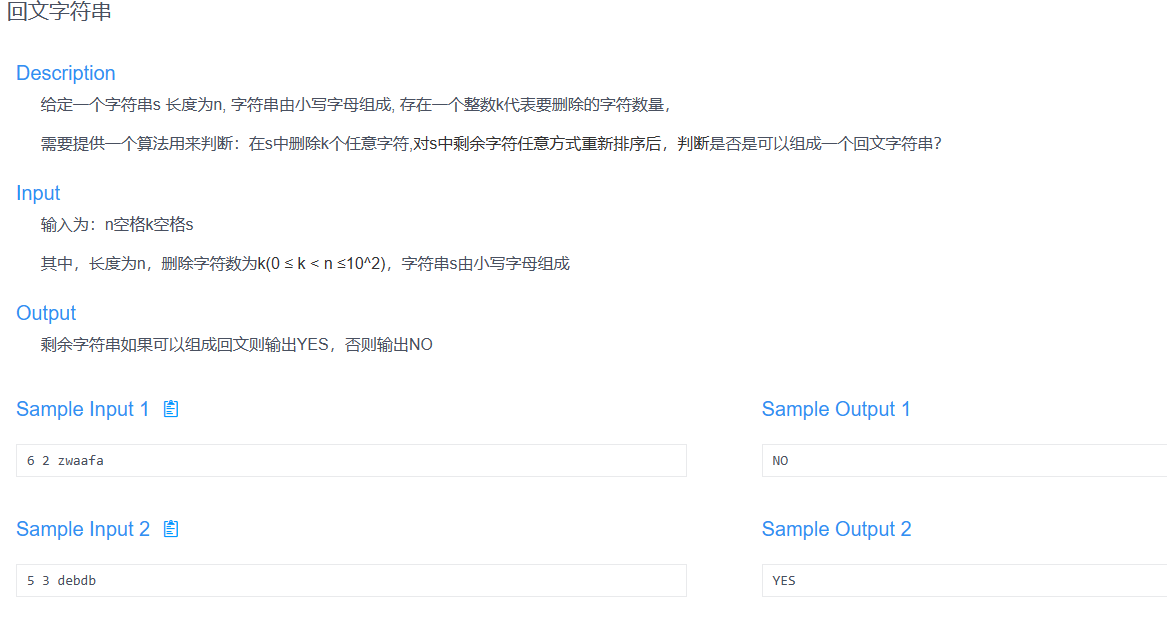 回文字符串
Description
给定一个字符串s 长度为n, 字符串由小写字母组成, 存在一个整数k代表要删除的字符数量，
需要提供一个算法用来判断：在s中删除k个任意字符,对s中剩余字符任意方式重新排序后，判断是否是可以组成一个回文字符串?
Input
输入为：n空格k空格s
其中，长度为n，删除字符数为k(0 ≤ k < n ≤10^2)，字符串s由小写字母组成
Output
剩余字符串如果可以组成回文则输出YES，否则输出NO
Sample Input 1
Sample Output 1
6 2 zwaafa
NO
Sample Input 2
Sample Output 2
5 3 debdb
YES